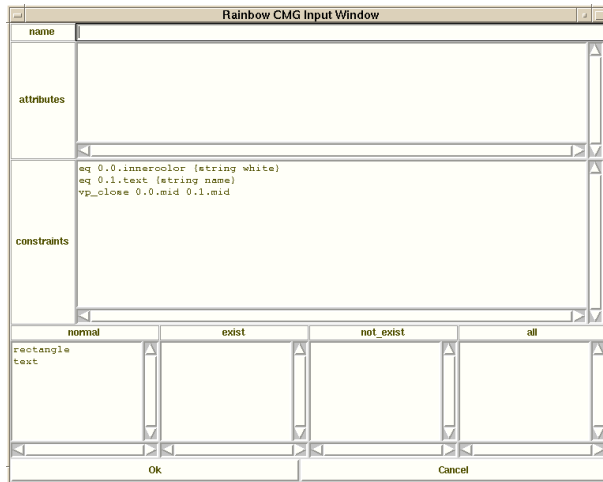 Rainbow CMG Input Window
name
attributes
eq 0.0.innercolor {string white}
eq 0.1.text {string name}
vp_close 0.0.mid 0.1.mid
constraints
normal exist not_exist all
rectangle
text
Ok Cancel